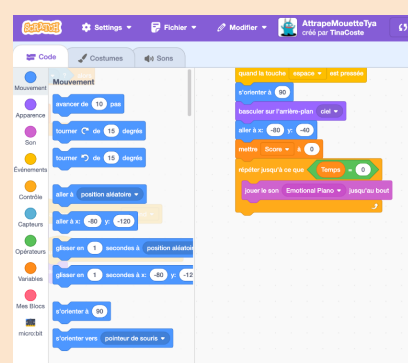 SCRATCH Settings Fichier Modifier AttrapeMouetteTya
créé par TinaCoste
Code Costumes Sons
Mouvement
Apparence
Son
Événements
Contrôle
Capteurs
Opérateurs
Variables
Mes Blocs
micro:bit
Mouvement
avancer de 10 pas
tourner de 15 degrés
tourner de 15 degrés
aller à position aléatoire
aller à x: -80 y: -120
glisser en 1 secondes à position aléatoi
glisser en 1 secondes à x: -80 y: -12
s'orienter à 90
s'orienter vers pointeur de souris
quand la touche espace est pressée
s'orienter à 90
basculer sur l'arrière-plan ciel
aller à x: -80 y: -40
mettre Score à 0
répéter jusqu'à ce que Temps = 0
jouer le son Emotional Piano jusqu'au bout